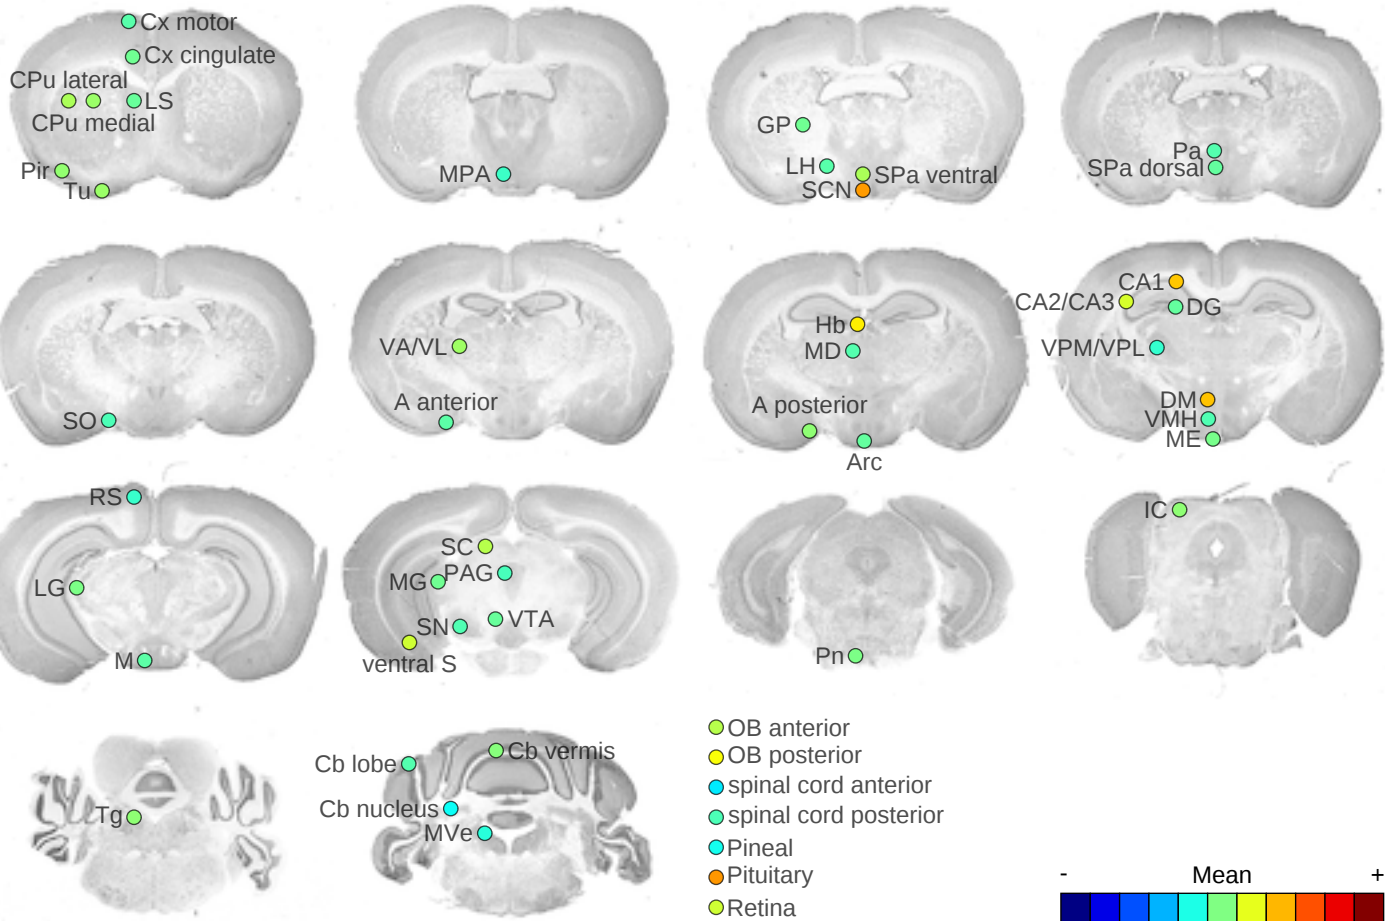 Cx motor
Cx cingulate
CPu lateral
LS
CPu medial
Pir
Tu
MPA
GP
LH
SPa ventral
SCN
Pa
SPa dorsal
SO
VA/VL
A anterior
Hb
MD
A posterior
Arc
CA1
CA2/CA3
DG
VPM/VPL
DM
VMH
ME
RS
LG
M
SC
PAG
MG
VTA
SN
ventral S
Pn
IC
Tg
Cb lobe
Cb vermis
Cb nucleus
MVe
OB anterior
OB posterior
spinal cord anterior
spinal cord posterior
Pineal
Pituitary
Retina
- Mean +